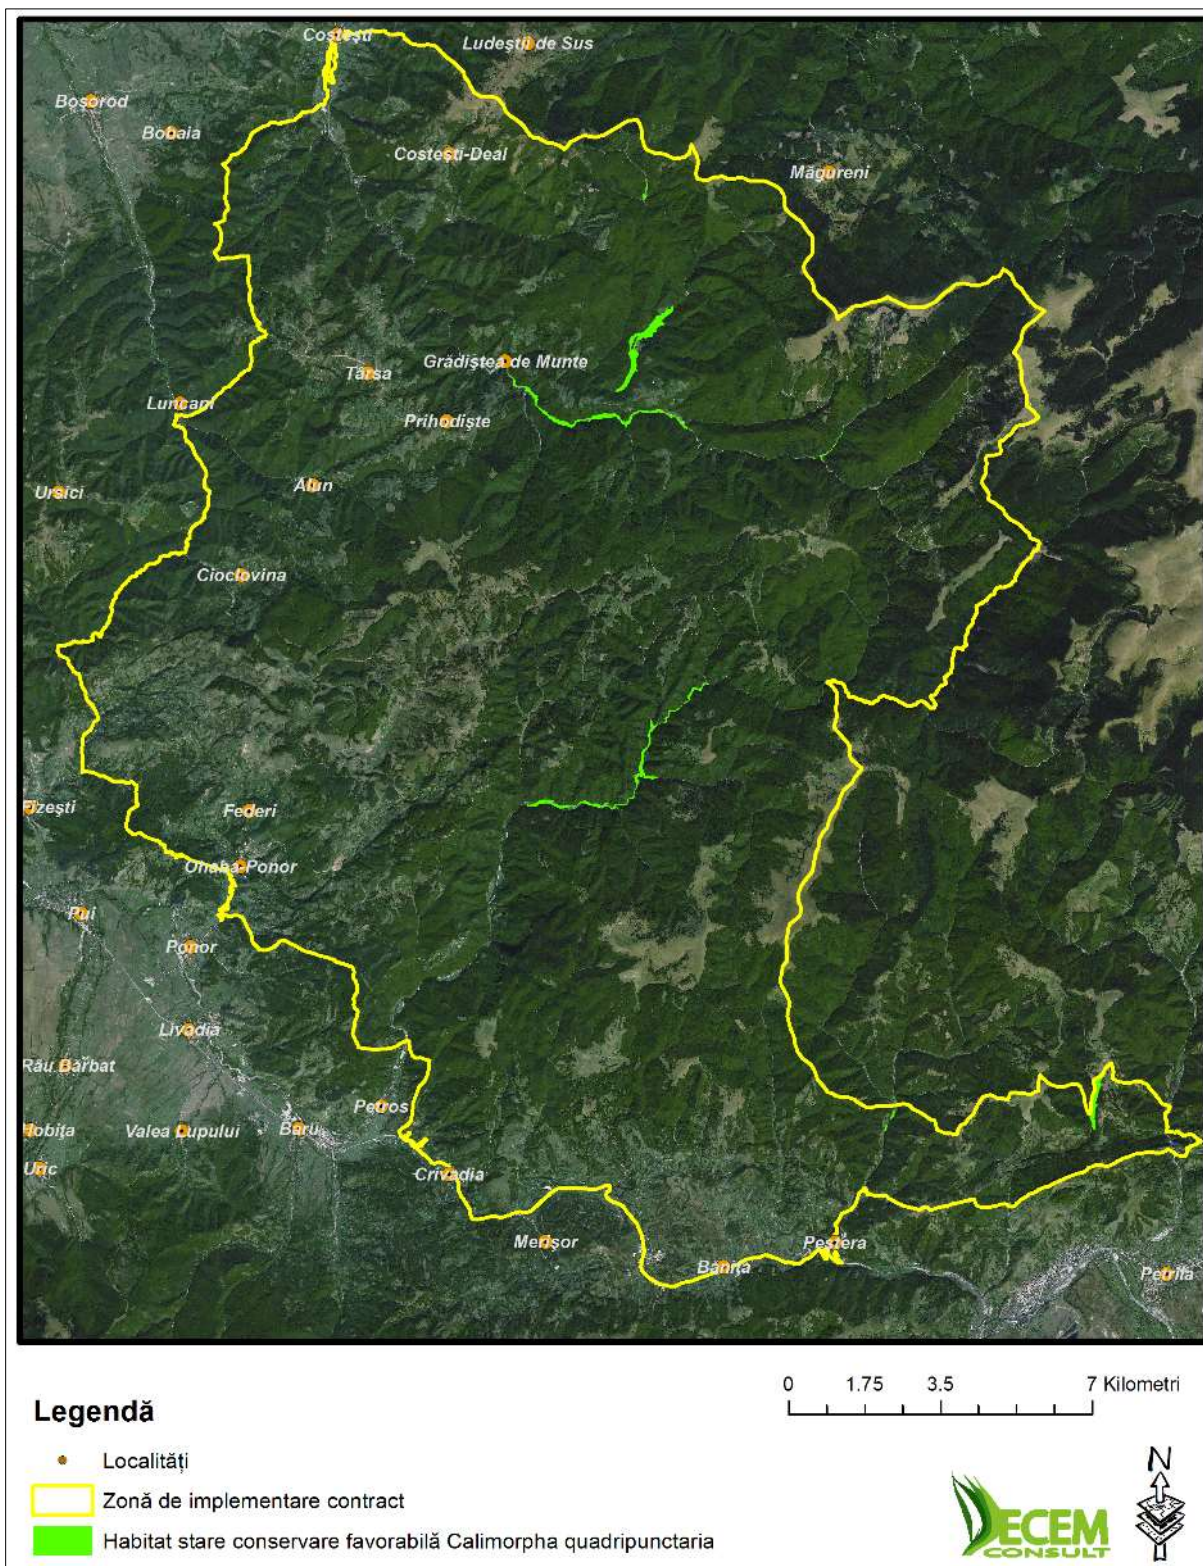 Costești
Ludeștii de Sus
Boșorod
Bobaia
Costești-Deal
Măgureni
Grădiștea de Munte
Târsa
Luncani
Prihodiște
Ursici
Alun
Cioclovina
Fizești
Federi
Ohaba-Ponor
Pui
Ponor
Livadia
Râu Bărbat
Petros
Hobița
Valea Lupului
Baru
Uric
Crivadia
Merișor
Peștera
Bănița
Petrila
0 1.75 3.5 7 Kilometri
Legendă
Localități
Zonă de implementare contract
Habitat stare conservare favorabilă Calimorpha quadripunctaria
DECEM
CONSULT
N